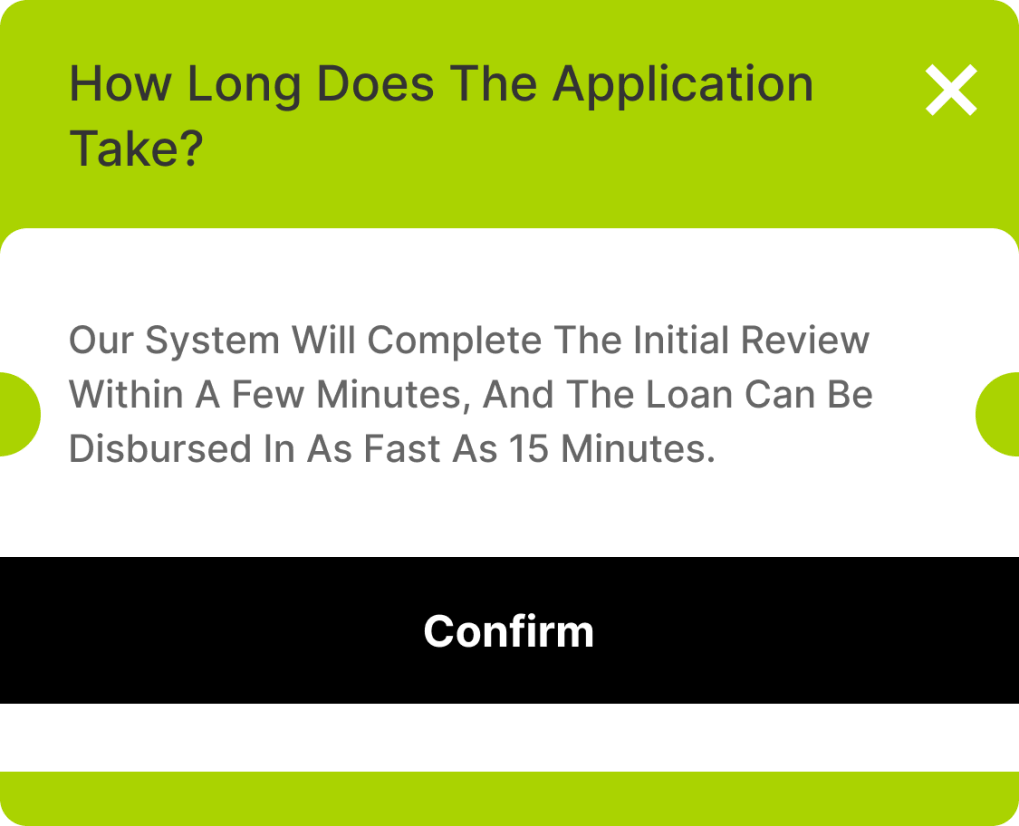 How Long Does The Application
Take?
Our System Will Complete The Initial Review
Within A Few Minutes, And The Loan Can Be
Disbursed In As Fast As 15 Minutes.
Confirm